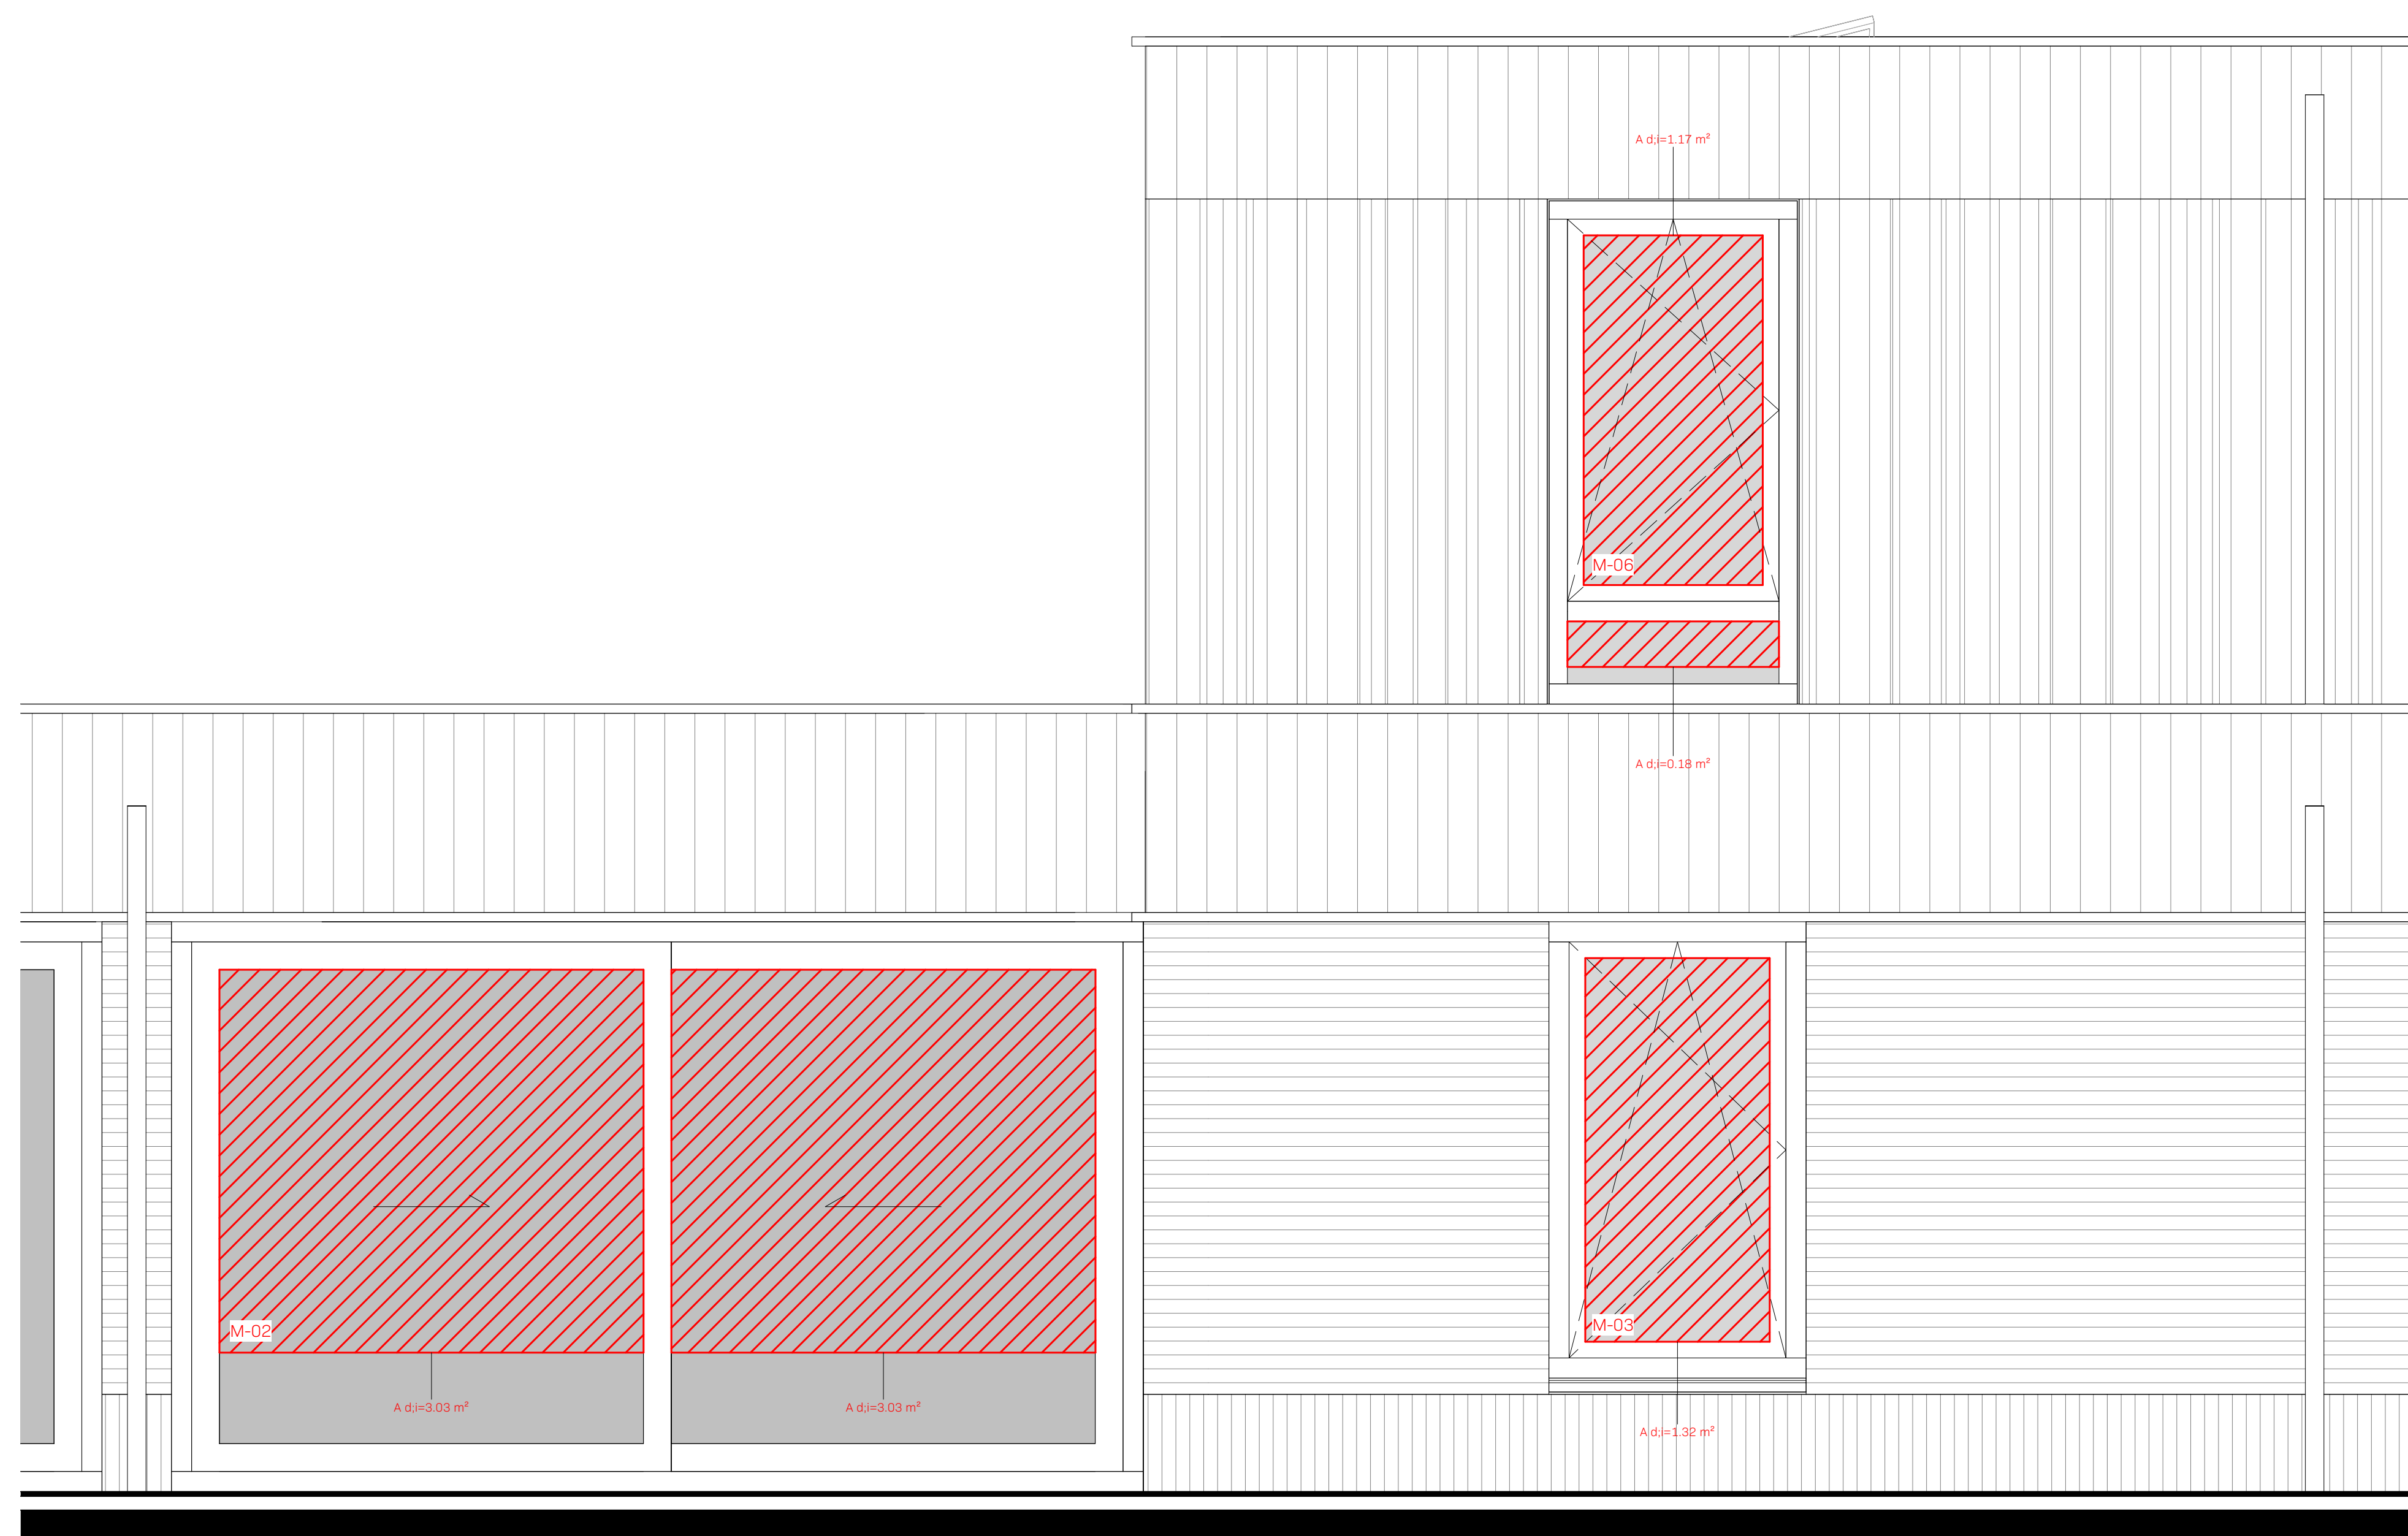 A d;i=1.17 m²
M-06
A d;i=0.18 m²
M-02
M-03
A d;i=3.03 m²
A d;i=3.03 m²
A d;i=1.32 m²